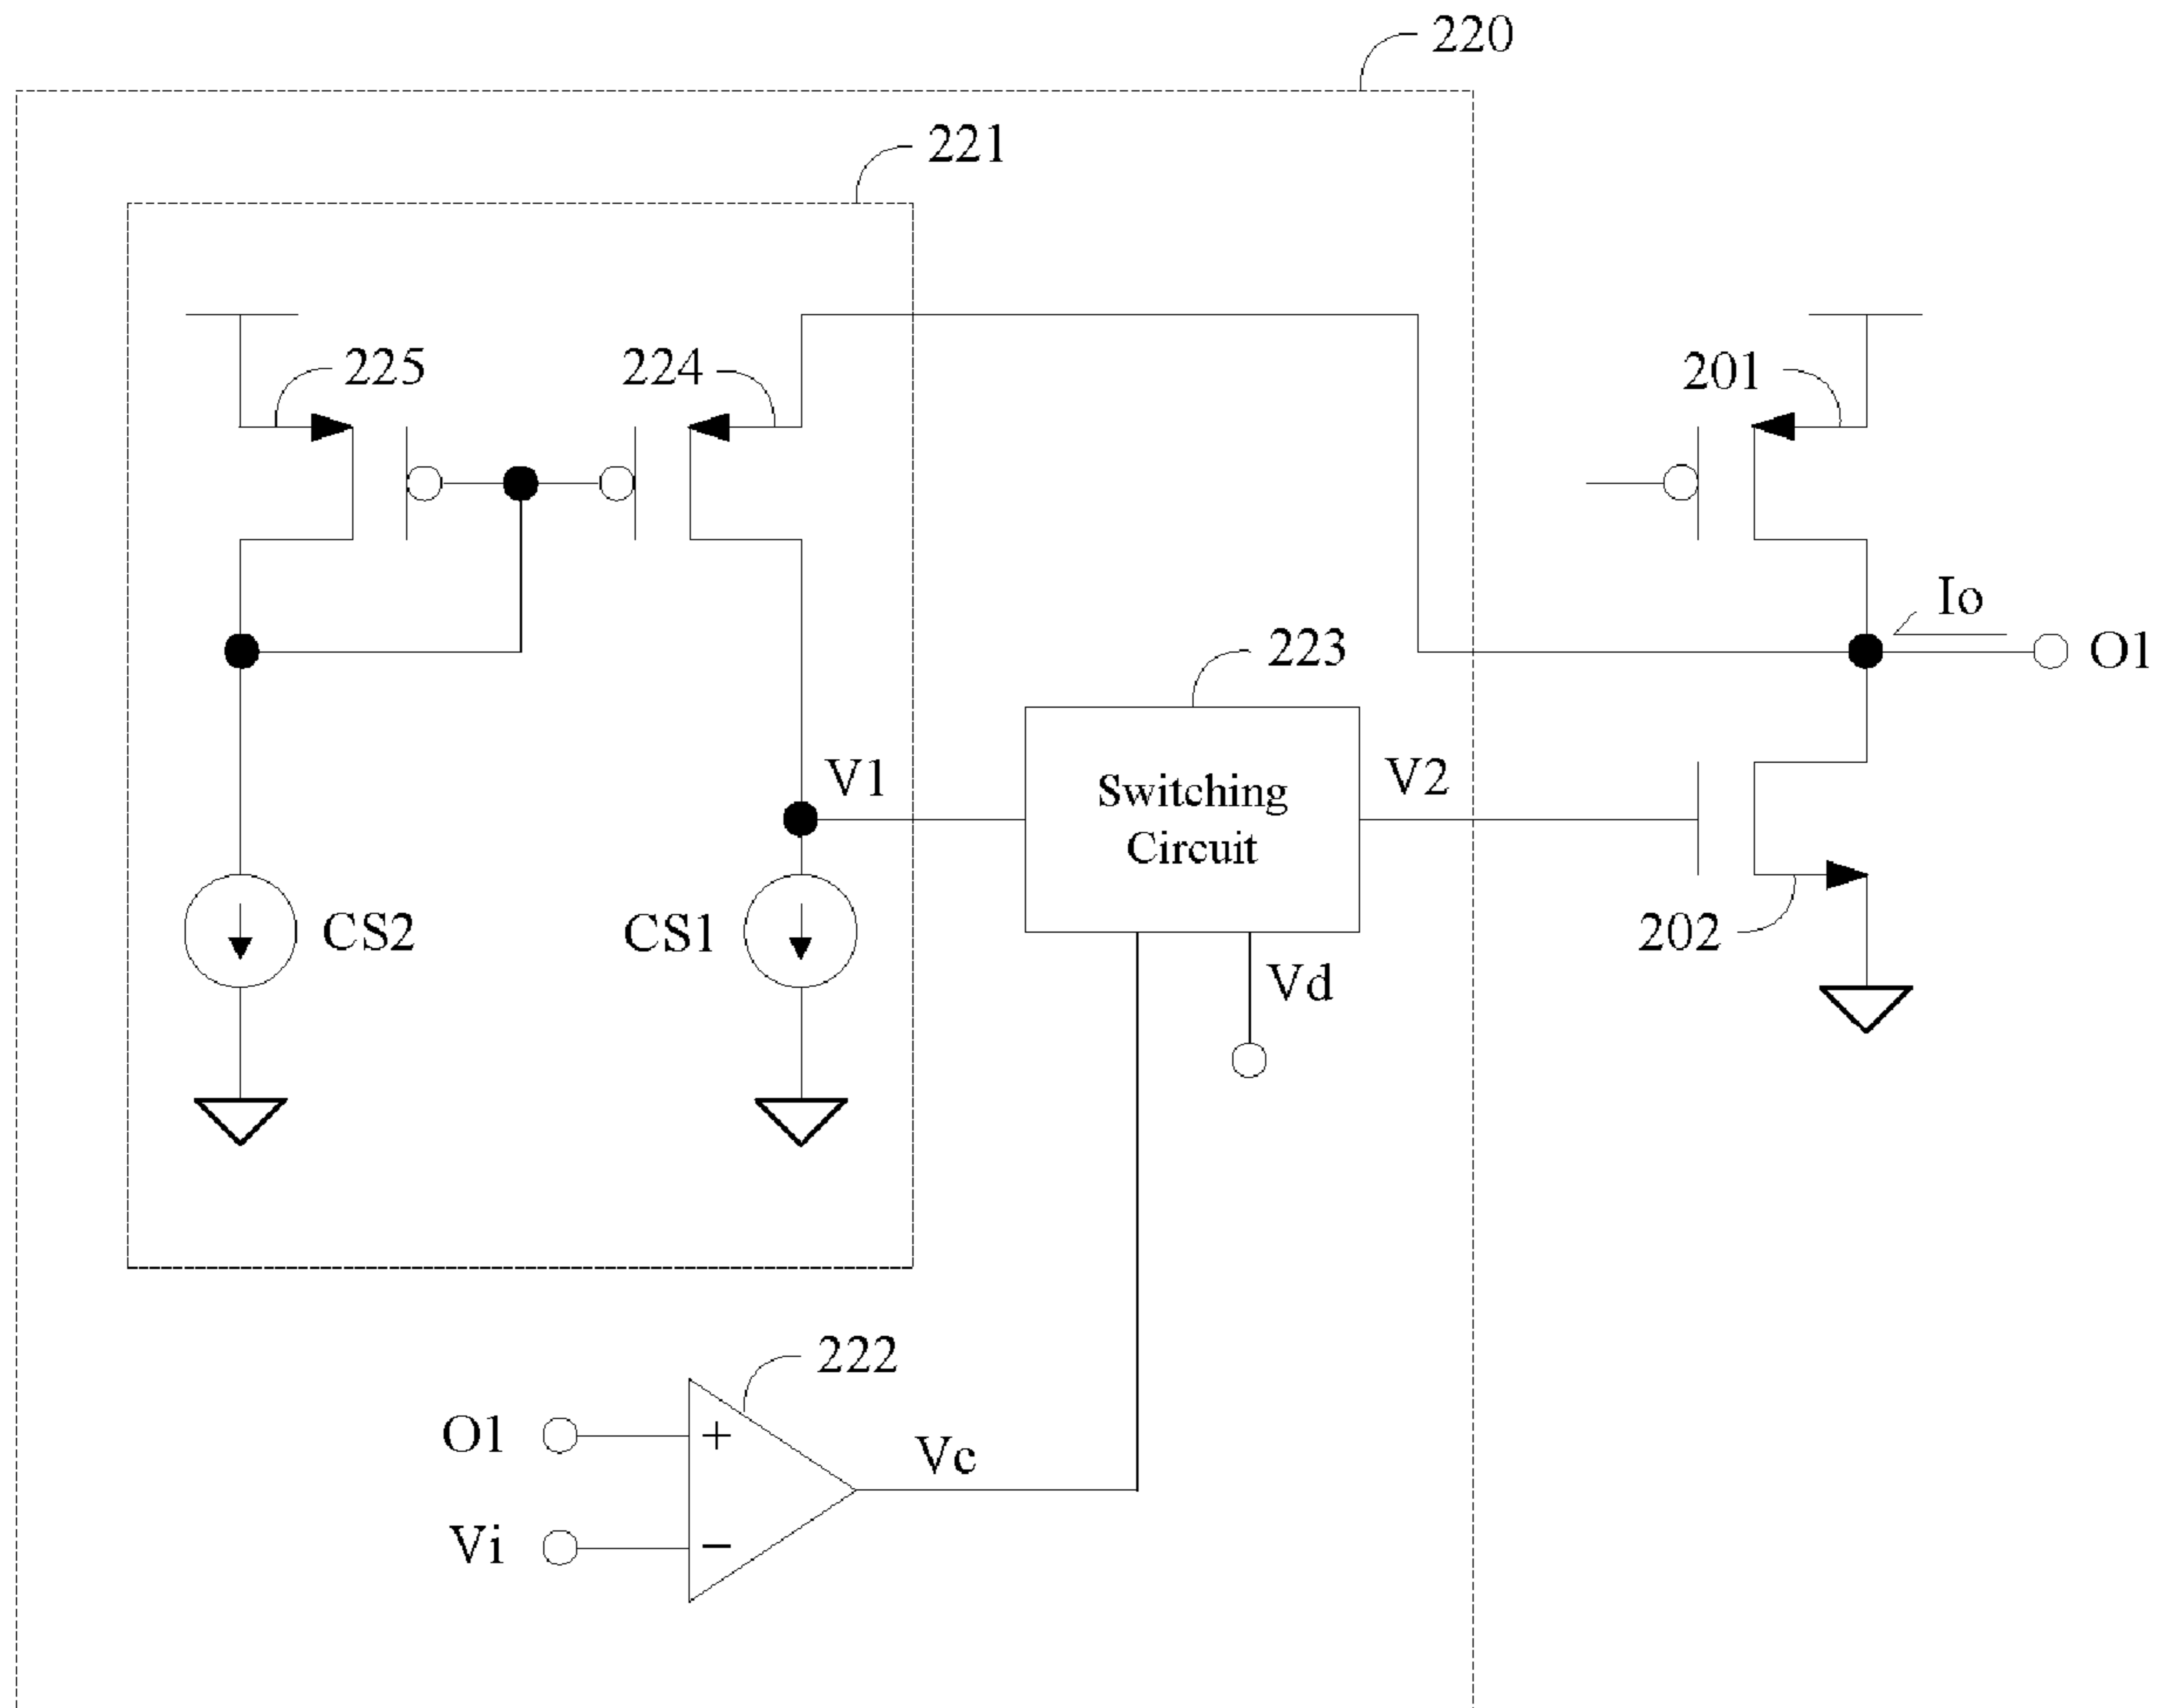 220
221
225
224
201
Io
O1
223
V1
Switching
Circuit
V2
CS2
CS1
202
Vd
222
O1
+
Vc
Vi
−